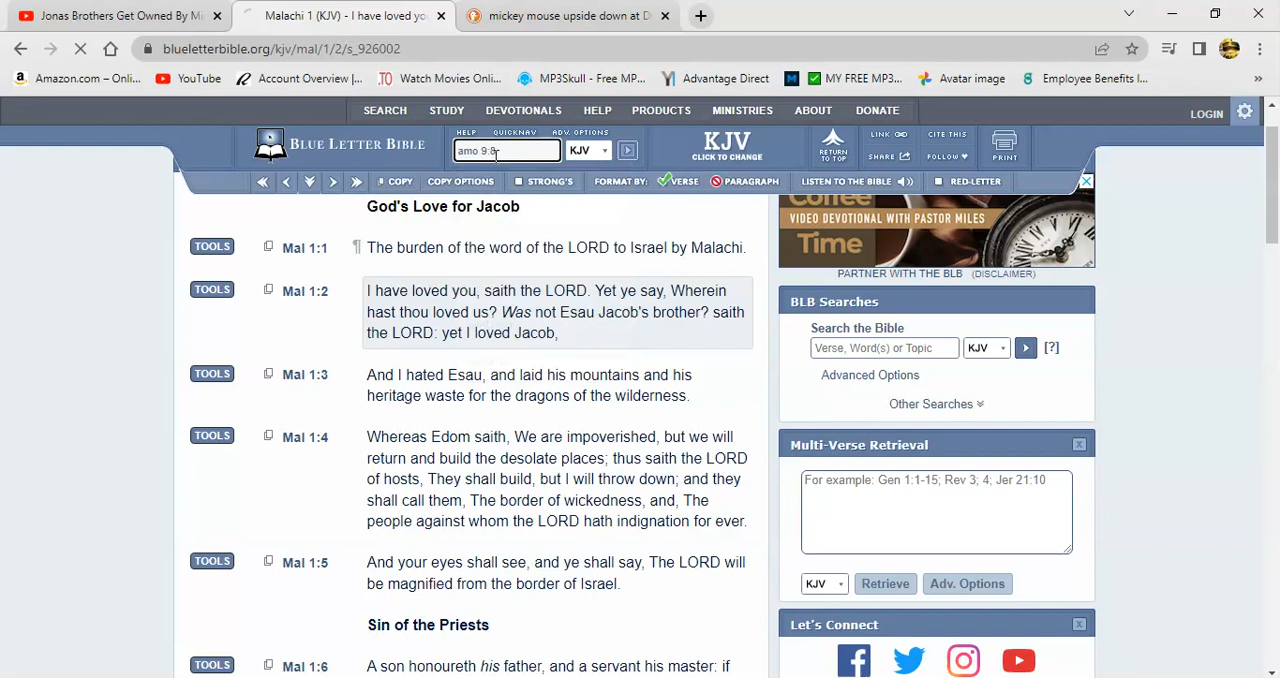 Jonas Brothers Get Owned By Mi
Malachi 1 (KJV) - I have loved yo
mickey mouse upside down at D
blueletterbible.org/kjv/mal/1/2/s_926002
Amazon.com – Onli...
YouTube
Account Overview |...
Watch Movies Onlin...
MP3Skull - Free MP...
Advantage Direct
MY FREE MP3...
Avatar image
Employee Benefits I...
SEARCH
STUDY
DEVOTIONALS
HELP
PRODUCTS
MINISTRIES
ABOUT
DONATE
LOGIN
BLUE LETTER BIBLE
HELP QUICKNAV ADV. OPTIONS
amo 9:8
KJV
KJV
CLICK TO CHANGE
RETURN
TO TOP
LINK
SHARE
CITE THIS
FOLLOW
PRINT
COPY
COPY OPTIONS
STRONG'S
FORMAT BY:
VERSE
PARAGRAPH
LISTEN TO THE BIBLE
RED-LETTER
God's Love for Jacob
TOOLS Mal 1:1 ¶ The burden of the word of the LORD to Israel by Malachi.
TOOLS Mal 1:2 I have loved you, saith the LORD. Yet ye say, Wherein
hast thou loved us? Was not Esau Jacob's brother? saith
the LORD: yet I loved Jacob,
TOOLS Mal 1:3 And I hated Esau, and laid his mountains and his
heritage waste for the dragons of the wilderness.
TOOLS Mal 1:4 Whereas Edom saith, We are impoverished, but we will
return and build the desolate places; thus saith the LORD
of hosts, They shall build, but I will throw down; and they
shall call them, The border of wickedness, and, The
people against whom the LORD hath indignation for ever.
TOOLS Mal 1:5 And your eyes shall see, and ye shall say, The LORD will
be magnified from the border of Israel.
Sin of the Priests
TOOLS Mal 1:6 A son honoureth his father, and a servant his master: if
Coffee
VIDEO DEVOTIONAL WITH PASTOR MILES
Time
PARTNER WITH THE BLB (DISCLAIMER)
BLB Searches
Search the Bible
Verse, Word(s) or Topic
KJV
[?]
Advanced Options
Other Searches
Multi-Verse Retrieval
For example: Gen 1:1-15; Rev 3; 4; Jer 21:10
KJV
Retrieve
Adv. Options
Let's Connect